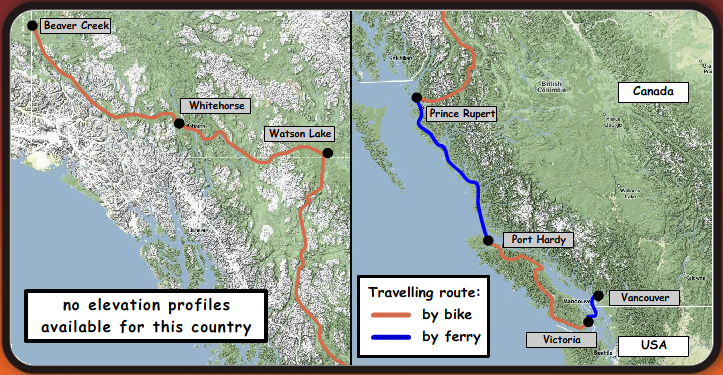 Beaver Creek
Whitehorse
Watson Lake
no elevation profiles
available for this country
British
Columbia
Canada
Prince Rupert
Port Hardy
Travelling route:
by bike
by ferry
Vancouver
Victoria
USA
Seattle